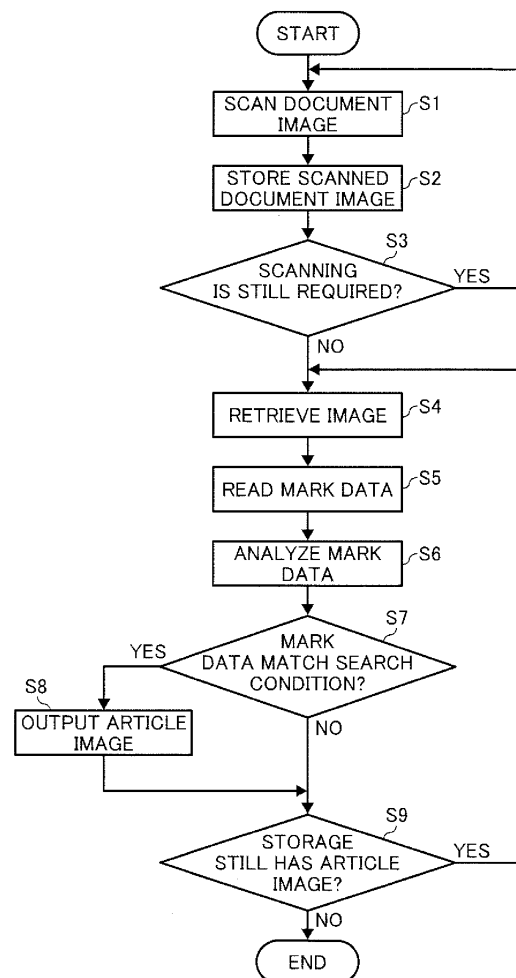 START
SCAN DOCUMENT
IMAGE
S1
STORE SCANNED
DOCUMENT IMAGE
S2
S3
SCANNING
IS STILL REQUIRED?
YES
NO
RETRIEVE IMAGE
S4
READ MARK DATA
S5
ANALYZE MARK
DATA
S6
S7
MARK
DATA MATCH SEARCH
CONDITION?
YES
NO
S8
OUTPUT ARTICLE
IMAGE
S9
STORAGE
STILL HAS ARTICLE
IMAGE?
YES
NO
END